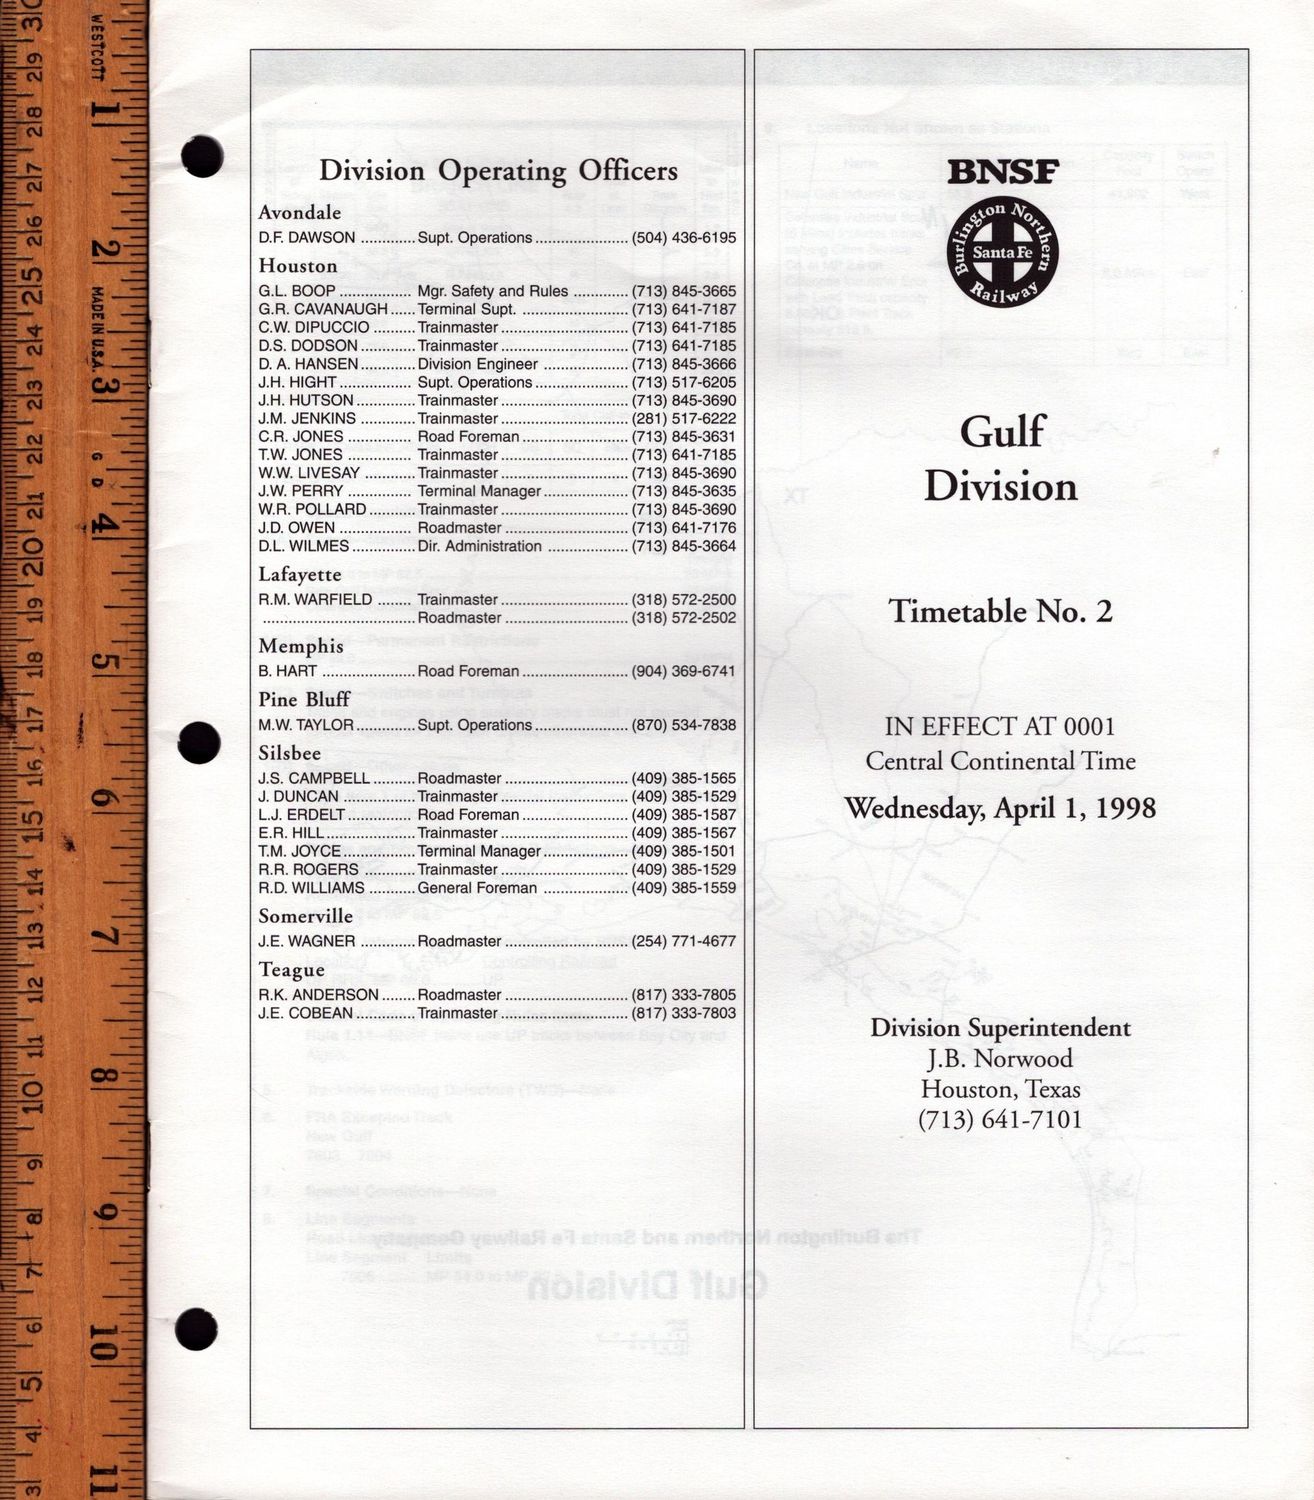 WESTCOTT
MADE IN U.S.A.
Division Operating Officers
Avondale
D.F. DAWSON ............Supt. Operations.................... (504) 436-6195
Houston
G.L. BOOP ................ Mgr. Safety and Rules ............ (713) 845-3665
G.R. CAVANAUGH ...... Terminal Supt. ....................... (713) 641-7187
C.W. DIPUCCIO ......... Trainmaster............................ (713) 641-7185
D.S. DODSON ............ Trainmaster............................ (713) 641-7185
D. A. HANSEN............ Division Engineer ................... (713) 845-3666
J.H. HIGHT ................ Supt. Operations.................... (713) 517-6205
J.H. HUTSON ............. Trainmaster............................ (713) 845-3690
J.M. JENKINS ............ Trainmaster............................ (281) 517-6222
C.R. JONES .............. Road Foreman ........................ (713) 845-3631
T.W. JONES .............. Trainmaster............................ (713) 641-7185
W.W. LIVESAY ........... Trainmaster............................ (713) 845-3690
J.W. PERRY ............... Terminal Manager................... (713) 845-3635
W.R. POLLARD .......... Trainmaster............................ (713) 845-3690
J.D. OWEN ................ Roadmaster ........................... (713) 641-7176
D.L. WILMES.............. Dir. Administration .................. (713) 845-3664
Lafayette
R.M. WARFIELD ........ Trainmaster............................ (318) 572-2500
.................................. Roadmaster ........................... (318) 572-2502
Memphis
B. HART .................... Road Foreman ........................ (904) 369-6741
Pine Bluff
M.W. TAYLOR ............. Supt. Operations.................... (870) 534-7838
Silsbee
J.S. CAMPBELL ......... Roadmaster ........................... (409) 385-1565
J. DUNCAN ................ Trainmaster............................ (409) 385-1529
L.J. ERDELT ............... Road Foreman ........................ (409) 385-1587
E.R. HILL.................... Trainmaster............................ (409) 385-1567
T.M. JOYCE................ Terminal Manager................... (409) 385-1501
R.R. ROGERS ............ Trainmaster............................ (409) 385-1529
R.D. WILLIAMS .......... General Foreman ................... (409) 385-1559
Somerville
J.E. WAGNER ............ Roadmaster ........................... (254) 771-4677
Teague
R.K. ANDERSON ........ Roadmaster ........................... (817) 333-7805
J.E. COBEAN ............. Trainmaster............................ (817) 333-7803
BNSF
Burlington Northern
Santa Fe
Railway
Gulf
Division
Timetable No. 2
IN EFFECT AT 0001
Central Continental Time
Wednesday, April 1, 1998
Division Superintendent
J.B. Norwood
Houston, Texas
(713) 641-7101